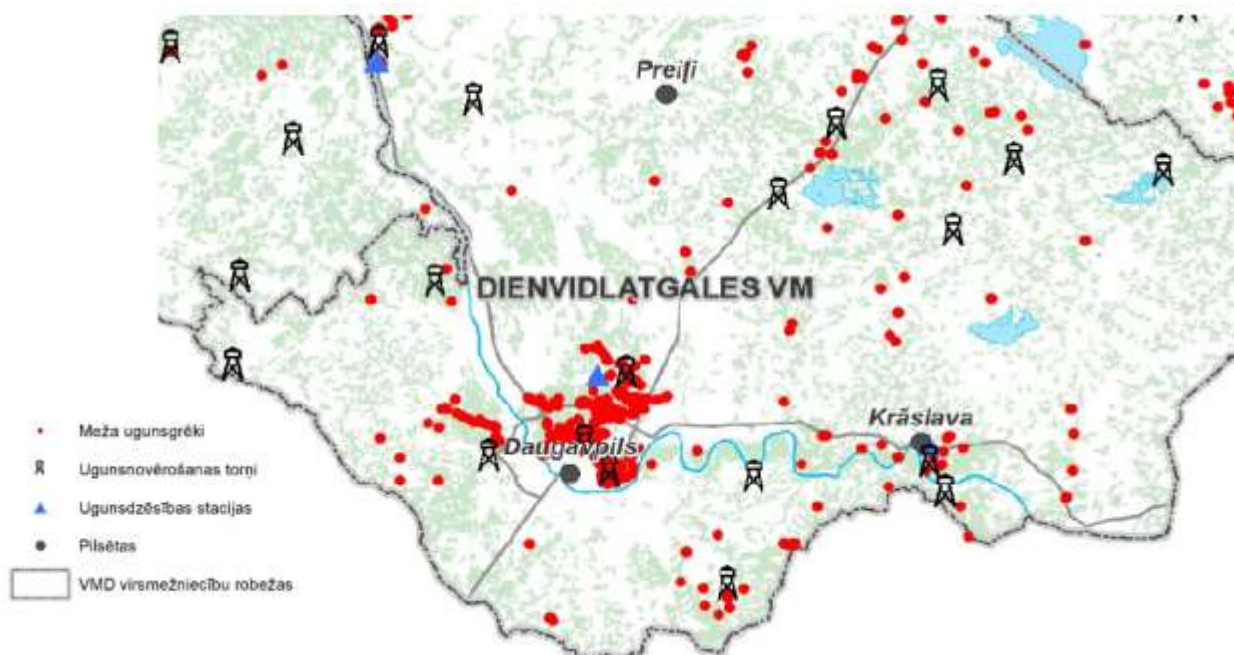 Preiļi
DIENVIDLATGALES VM
Krāslava
Daugavpils
Meža ugunsgrēki
Ugunsnovērošanas torņi
Ugunsdzēsības stacijas
Pilsētas
VMD virsmežniecību robežas